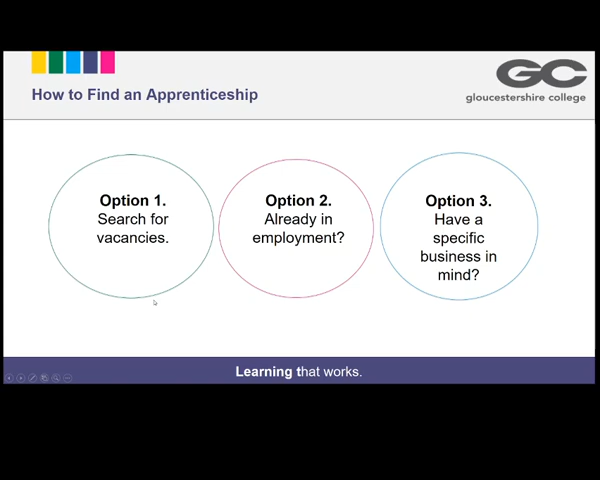 GC
gloucestershire college
How to Find an Apprenticeship
Option 1.
Search for
vacancies.
Option 2.
Already in
employment?
Option 3.
Have a
specific
business in
mind?
Learning that works.